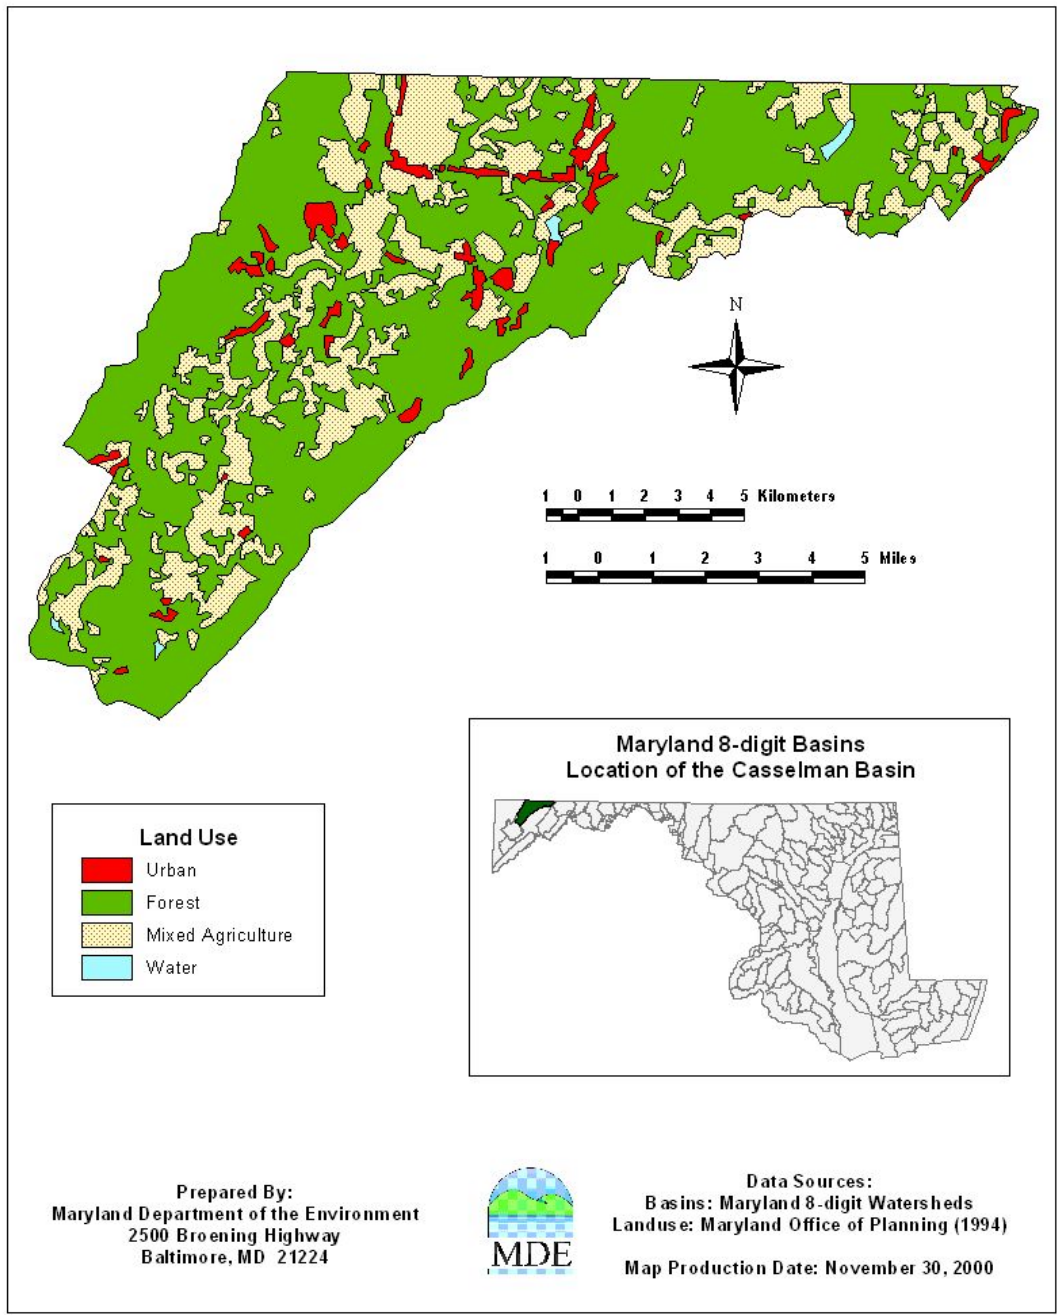 N
1 0 1 2 3 4 5 Kilometers
1 0 1 2 3 4 5 Miles
Maryland 8-digit Basins
Location of the Casselman Basin
Land Use
Urban
Forest
Mixed Agriculture
Water
Prepared By:
Maryland Department of the Environment
2500 Broening Highway
Baltimore, MD 21224
MDE
Data Sources:
Basins: Maryland 8-digit Watersheds
Landuse: Maryland Office of Planning (1994)
Map Production Date: November 30, 2000